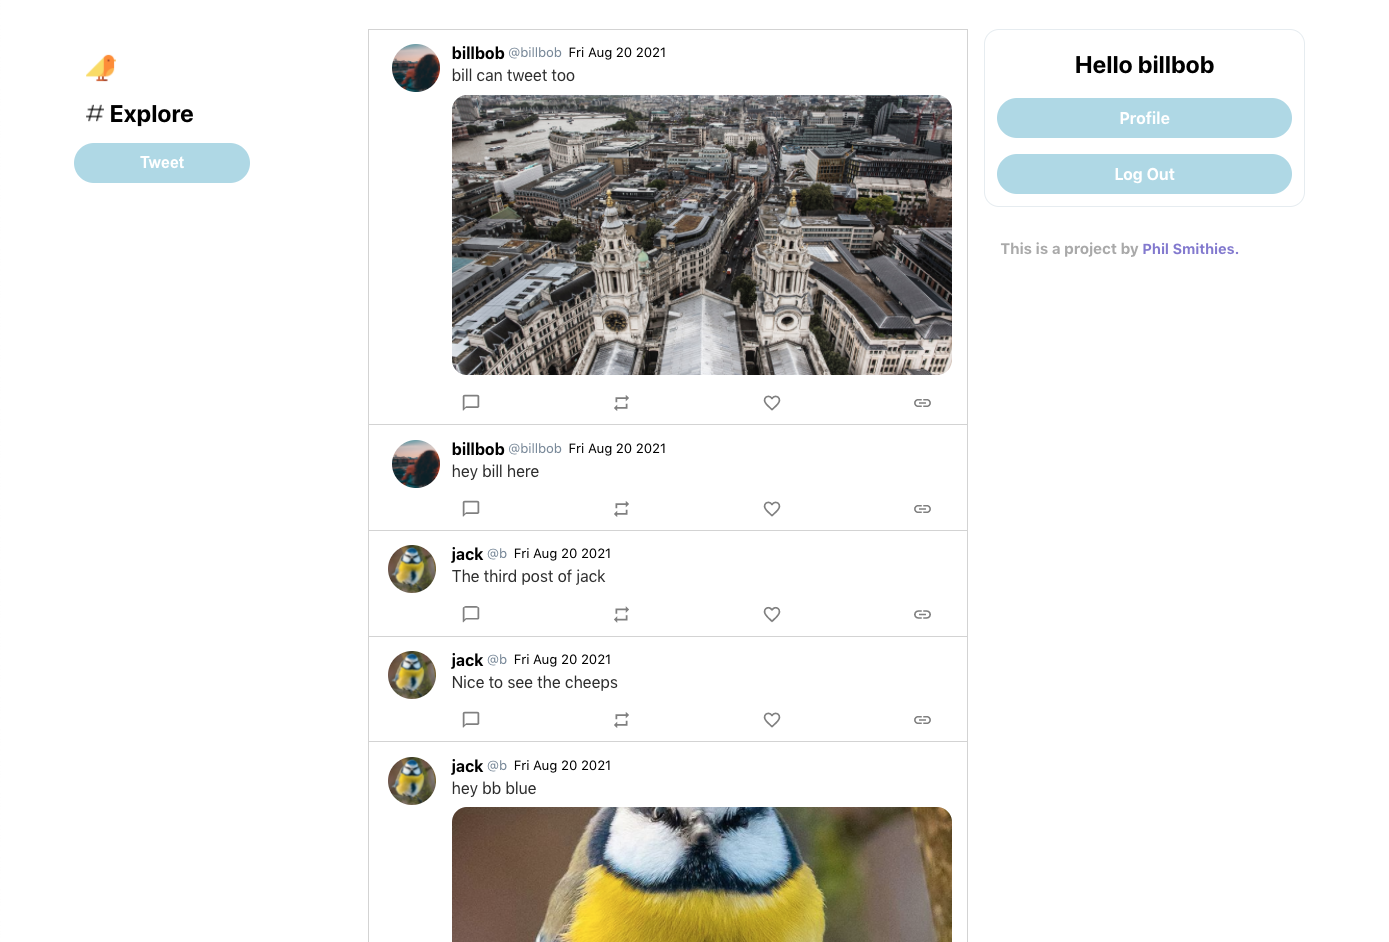 # Explore
Tweet
billbob @billbob Fri Aug 20 2021
bill can tweet too
billbob @billbob Fri Aug 20 2021
hey bill here
jack @b Fri Aug 20 2021
The third post of jack
jack @b Fri Aug 20 2021
Nice to see the cheeps
jack @b Fri Aug 20 2021
hey bb blue
Hello billbob
Profile
Log Out
This is a project by Phil Smithies.